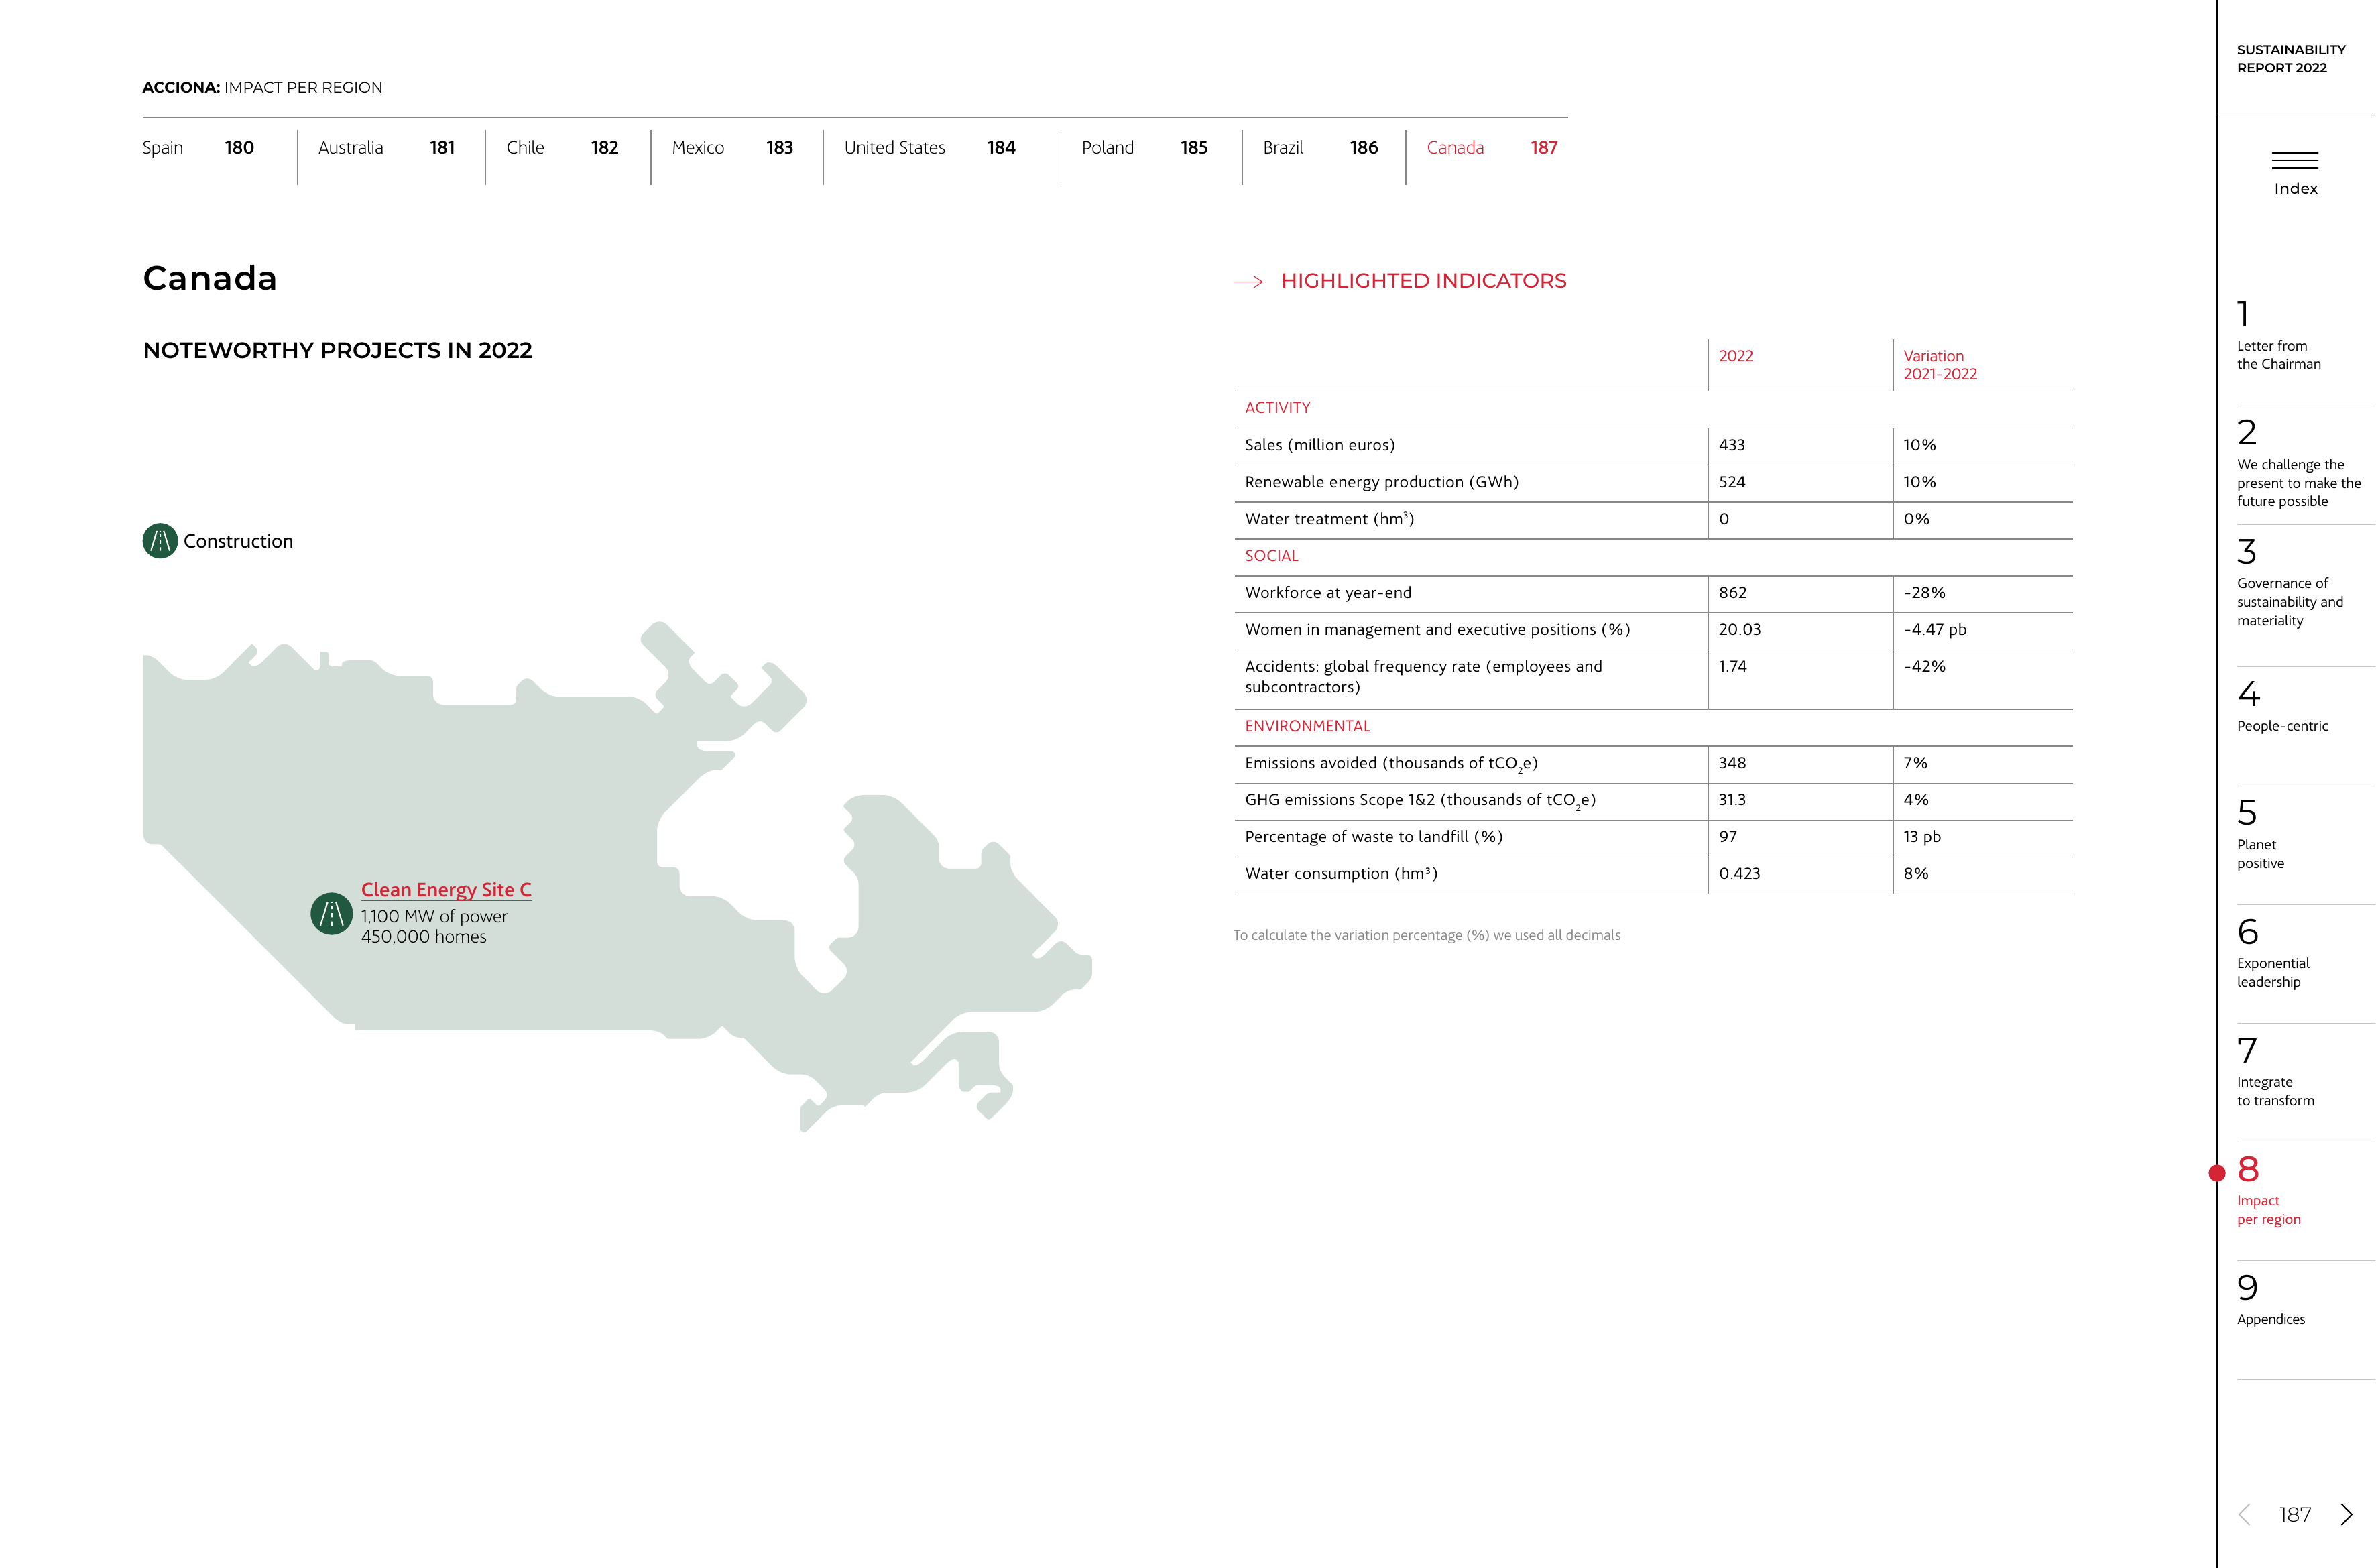 ACCIONA: IMPACT PER REGION
Spain 180 Australia 181 Chile 182 Mexico 183 United States 184 Poland 185 Brazil 186 Canada 187
Canada
NOTEWORTHY PROJECTS IN 2022
Construction
Clean Energy Site C
1,100 MW of power
450,000 homes
HIGHLIGHTED INDICATORS
2022 Variation
2021-2022
ACTIVITY
Sales (million euros) 433 10%
Renewable energy production (GWh) 524 10%
Water treatment (hm³) 0 0%
SOCIAL
Workforce at year-end 862 -28%
Women in management and executive positions (%) 20.03 -4.47 pb
Accidents: global frequency rate (employees and 1.74 -42%
subcontractors)
ENVIRONMENTAL
Emissions avoided (thousands of tCO₂e) 348 7%
GHG emissions Scope 1&2 (thousands of tCO₂e) 31.3 4%
Percentage of waste to landfill (%) 97 13 pb
Water consumption (hm³) 0.423 8%
To calculate the variation percentage (%) we used all decimals
SUSTAINABILITY
REPORT 2022
Index
1
Letter from
the Chairman
2
We challenge the
present to make the
future possible
3
Governance of
sustainability and
materiality
4
People-centric
5
Planet
positive
6
Exponential
leadership
7
Integrate
to transform
8
Impact
per region
9
Appendices
187